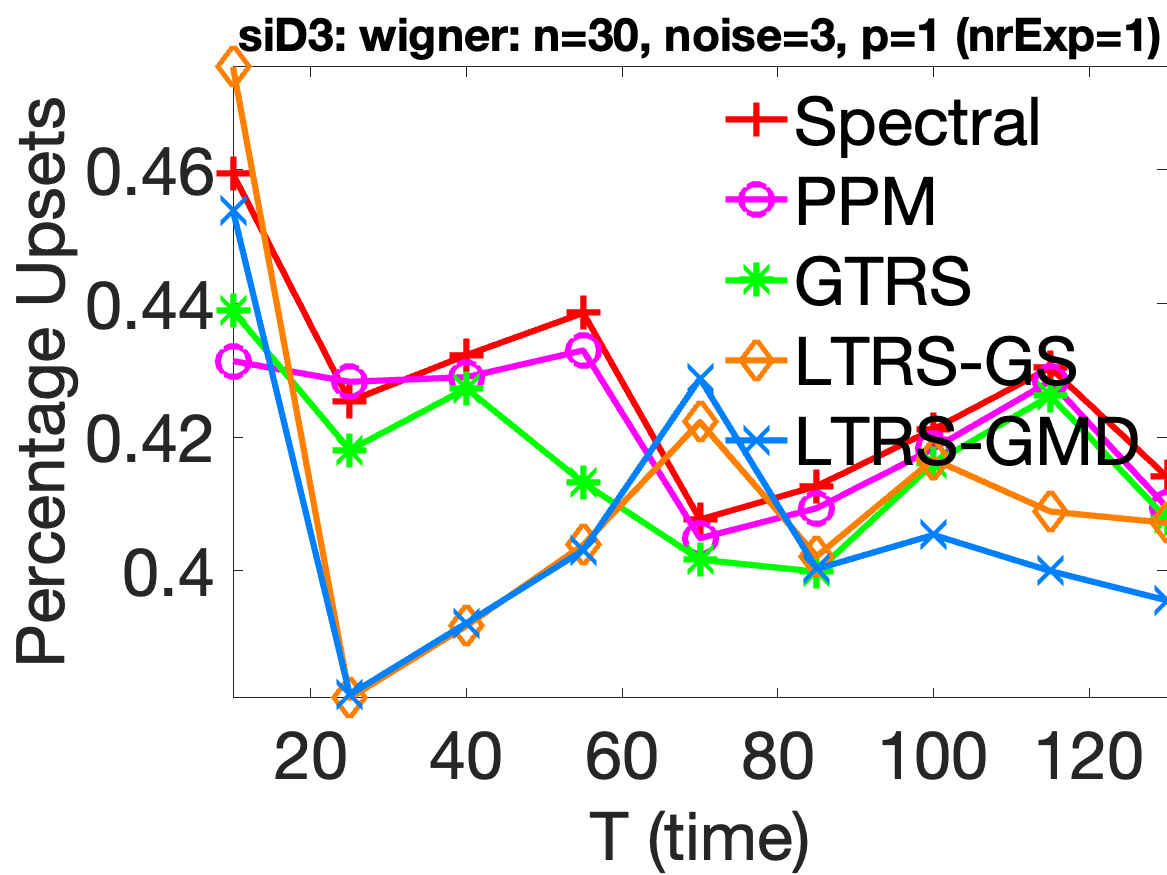 siD3: wigner: n=30, noise=3, p=1 (nrExp=1)
Percentage Upsets
0.46
0.44
0.42
0.4
Spectral
PPM
GTRS
LTRS-GS
LTRS-GMD
20 40 60 80 100 120
T (time)